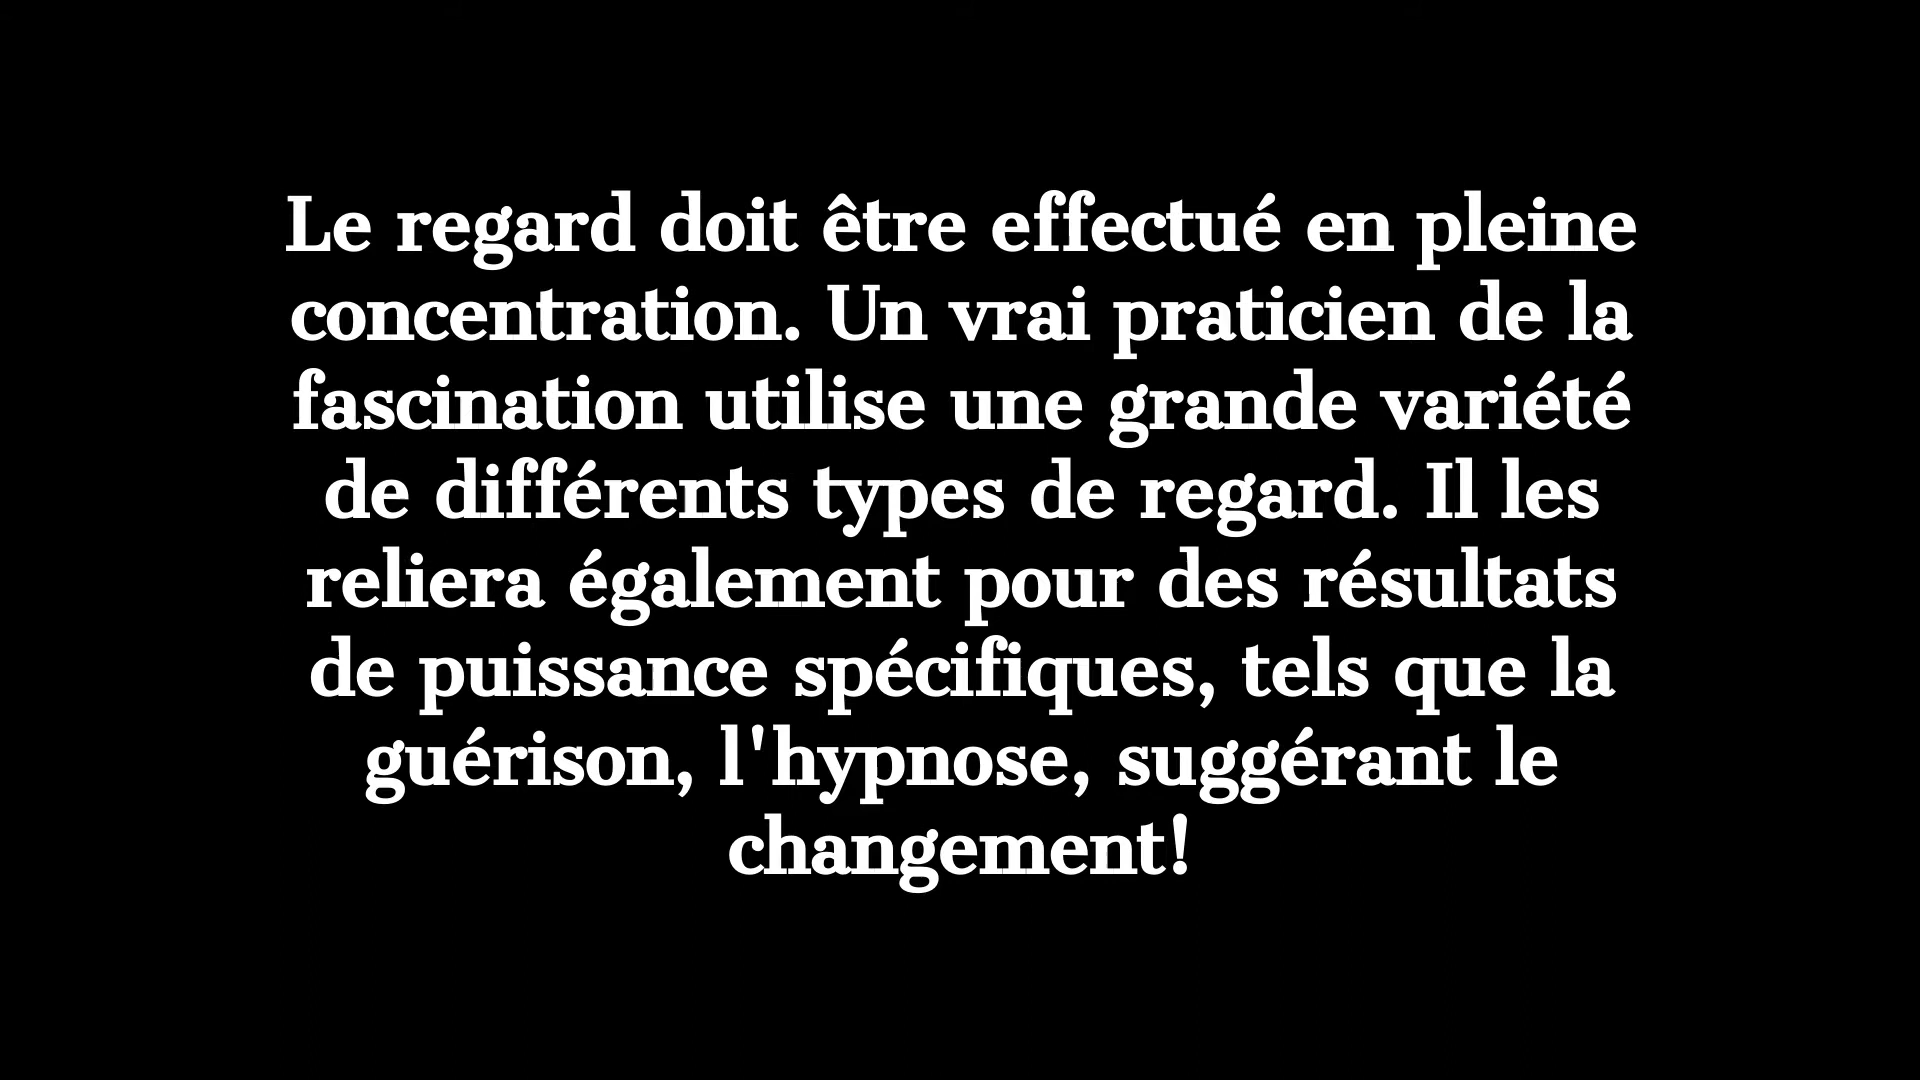 Le regard doit être effectué en pleine
concentration. Un vrai praticien de la
fascination utilise une grande variété
de différents types de regard. Il les
reliera également pour des résultats
de puissance spécifiques, tels que la
guérison, l'hypnose, suggérant le
changement!